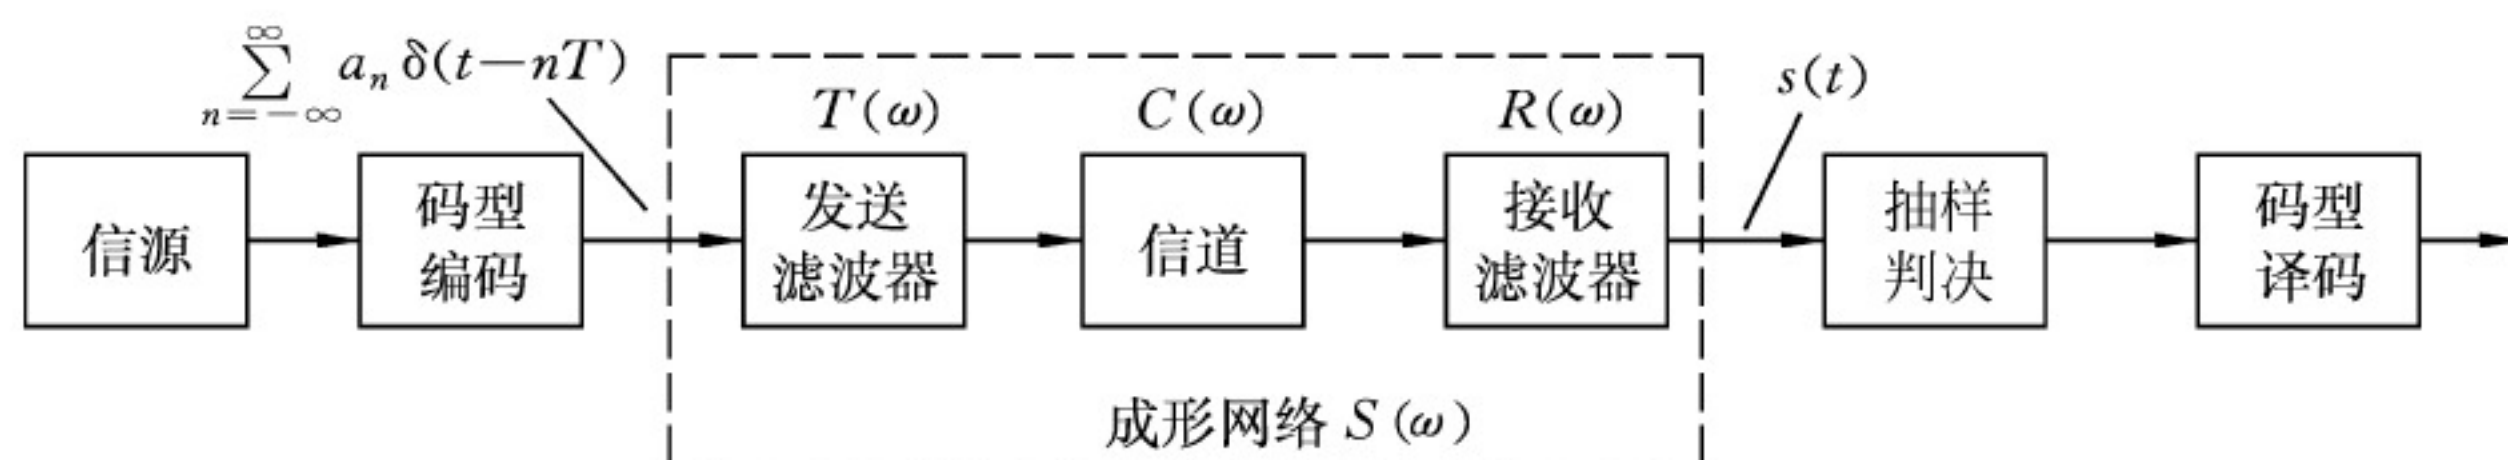 ∞
∑ aₙ δ(t−nT)
n=−∞
s(t)
T(ω)
C(ω)
R(ω)
信源
码型
编码
发送
滤波器
信道
接收
滤波器
抽样
判决
码型
译码
成形网络 S(ω)